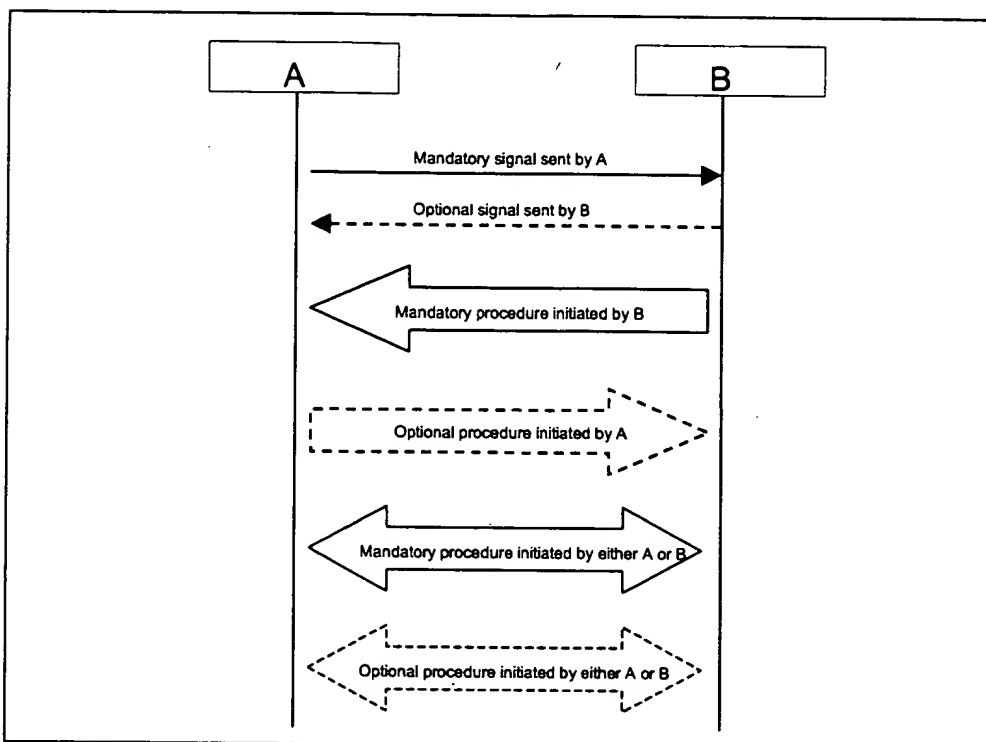 A
B
Mandatory signal sent by A
Optional signal sent by B
Mandatory procedure initiated by B
Optional procedure initiated by A
Mandatory procedure initiated by either A or B
Optional procedure initiated by either A or B